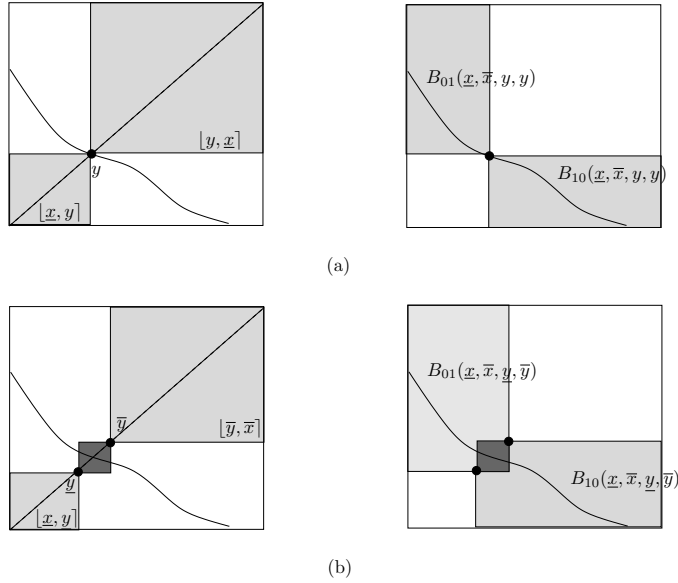 ⌊y, x̲⌉
y
⌊x̲, y⌉
B₀₁(x̲, x̅, y, y)
B₁₀(x̲, x̅, y, y)
(a)
y̅
⌊y̅, x̅⌉
y̲
⌊x̲, y̲⌉
B₀₁(x̲, x̅, y̲, y̅)
B₁₀(x̲, x̅, y̲, y̅)
(b)